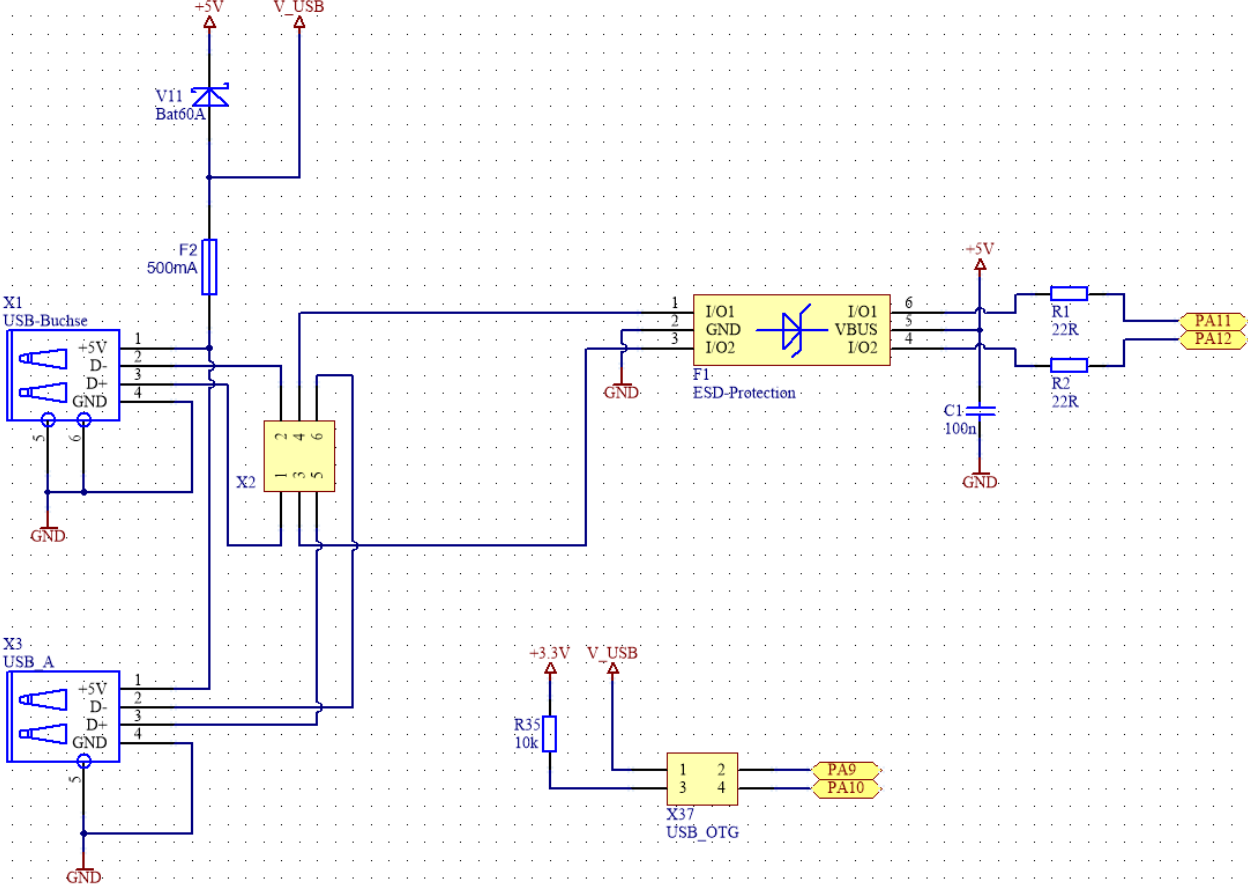 +5V V_USB
V11
Bat60A
F2
500mA
+5V
X1
USB-Buchse
+5V 1
D- 2
D+ 3
GND 4
5 6
GND
1 I/O1 I/O1 6
2 GND VBUS 5
3 I/O2 I/O2 4
F1
ESD-Protection
GND
R1
22R
PA11
PA12
R2
22R
C1
100n
GND
2 4 6
1 3 5
X2
X3
USB_A
+5V 1
D- 2
D+ 3
GND 4
5
GND
+3.3V V_USB
R35
10k
1 2 PA9
3 4 PA10
X37
USB_OTG